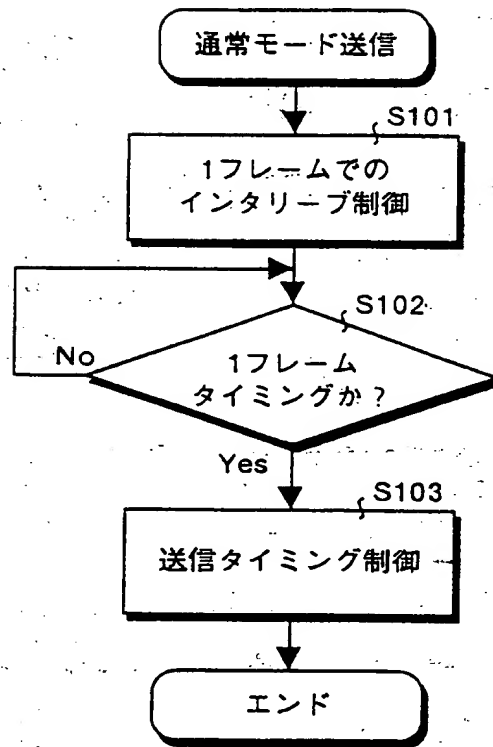 通常モード送信
S101
1フレームでの
インタリーブ制御
S102
1フレーム
タイミングか？
No
Yes
S103
送信タイミング制御
エンド